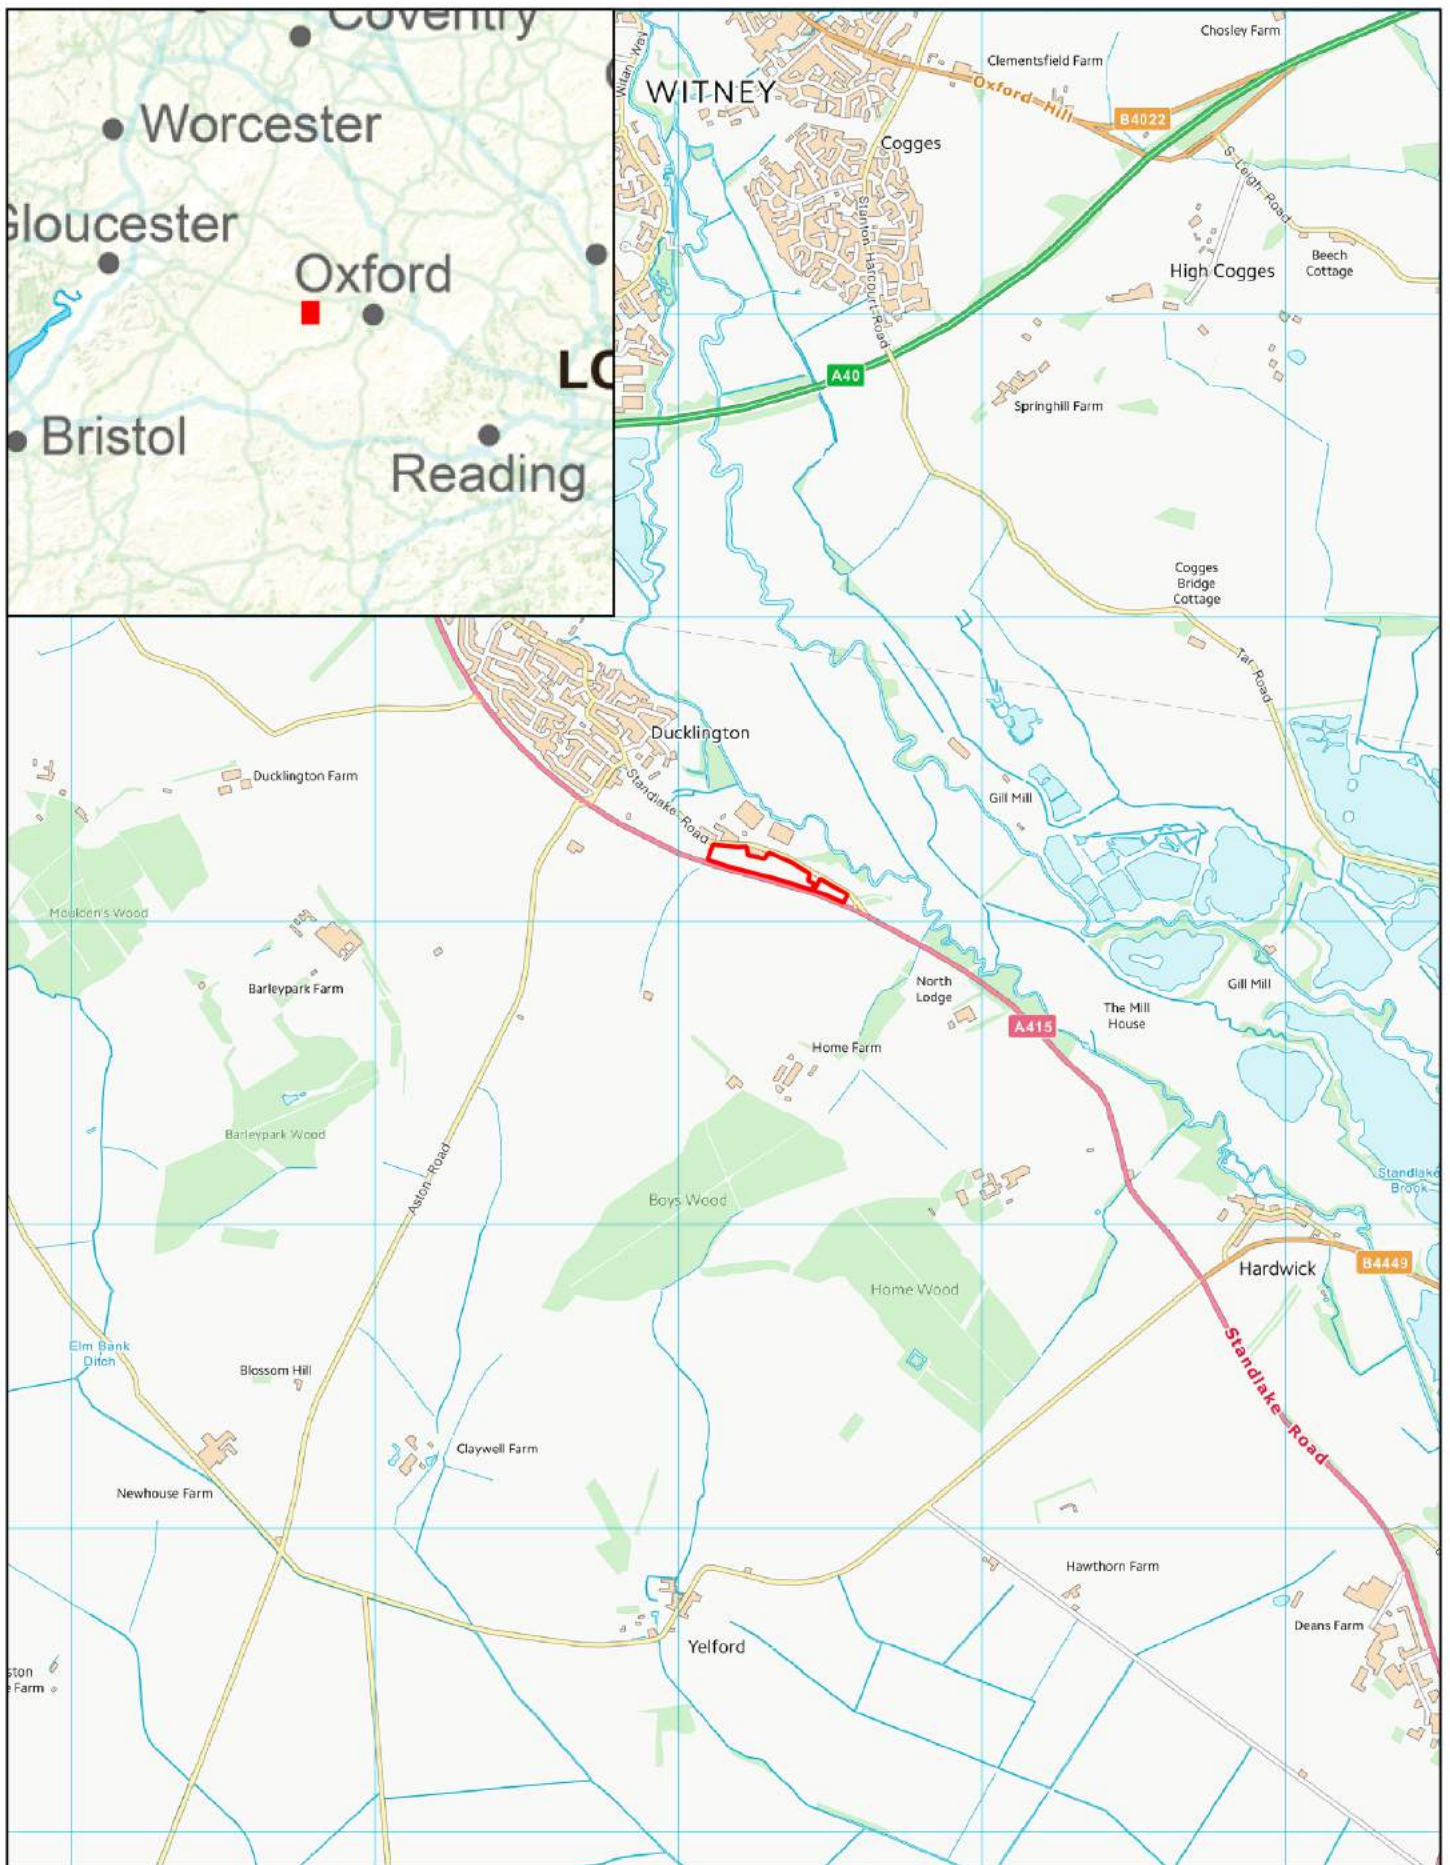 Coventry
Worcester
Gloucester
Oxford
LO
Bristol
Reading
Witan Way
WITNEY
Chosley Farm
Clementsfield Farm
Oxford Hill
B4022
Cogges
S Leigh Road
Stanton Harcourt Road
High Cogges
Beech
Cottage
A40
Springhill Farm
Cogges
Bridge
Cottage
Tar Road
Ducklington
Ducklington Farm
Standlake Road
Gill Mill
Moulden's Wood
Barleypark Farm
North
Lodge
Gill Mill
The Mill
House
A415
Home Farm
Barleypark Wood
Aston Road
Boys Wood
Standlake
Brook
Home Wood
Hardwick
B4449
Elm Bank
Ditch
Blossom Hill
Standlake Road
Claywell Farm
Newhouse Farm
Hawthorn Farm
Deans Farm
Yelford
ston
e Farm